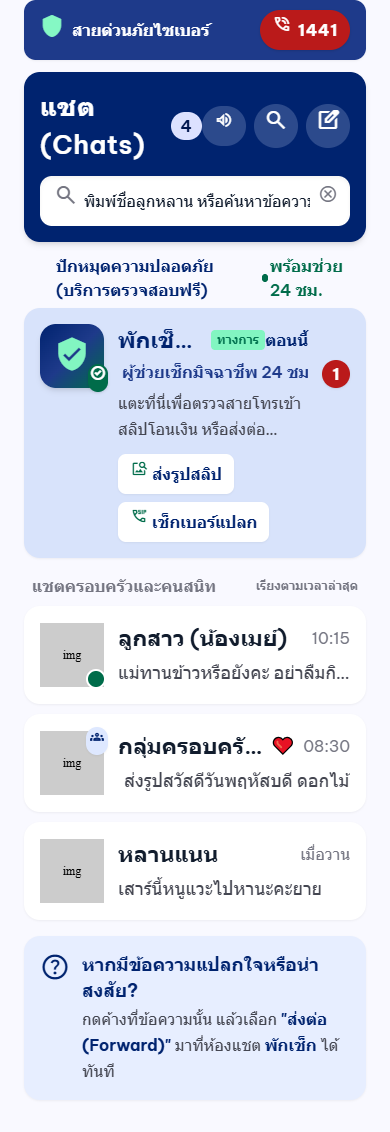 สายด่วนภัยไซเบอร์
1441
แชต
(Chats)
4
พิมพ์ชื่อลูกหลาน หรือค้นหาข้อความ
ปักหมุดความปลอดภัย
(บริการตรวจสอบฟรี)
พร้อมช่วย
24 ชม.
พักเช็... ทางการ ตอนนี้
ผู้ช่วยเช็กมิจฉาชีพ 24 ชม
1
แตะที่นี่เพื่อตรวจสายโทรเข้า
สลิปโอนเงิน หรือส่งต่อ...
ส่งรูปสลิป
เช็กเบอร์แปลก
แชตครอบครัวและคนสนิท
เรียงตามเวลาล่าสุด
img
ลูกสาว (น้องเมย์) 10:15
แม่ทานข้าวหรือยังคะ อย่าลืมกิ...
img
กลุ่มครอบครั... 08:30
ส่งรูปสวัสดีวันพฤหัสบดี ดอกไม้
img
หลานแนน เมื่อวาน
เสาร์นี้หนูแวะไปหานะคะยาย
หากมีข้อความแปลกใจหรือน่า
สงสัย?
กดค้างที่ข้อความนั้น แล้วเลือก "ส่งต่อ
(Forward)" มาที่ห้องแชต พักเช็ก ได้
ทันที